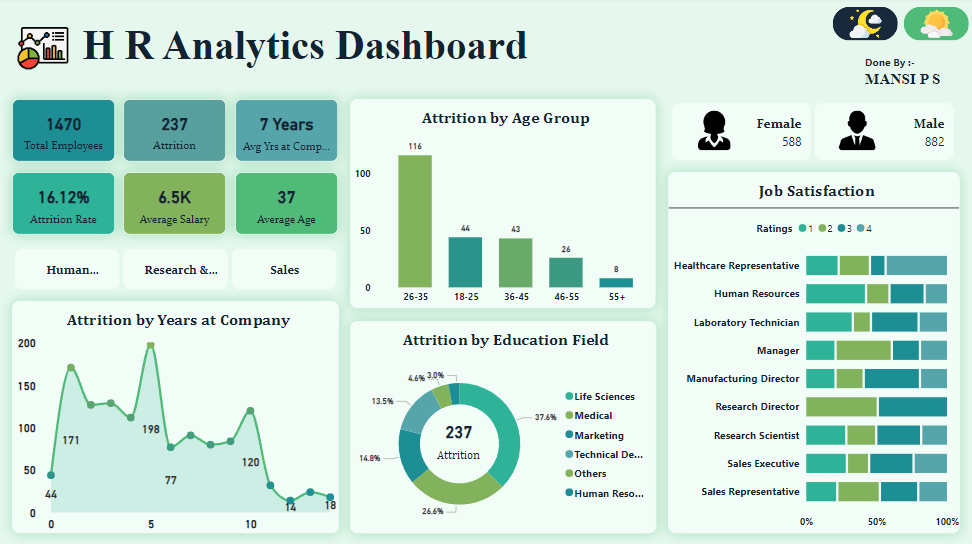 H R Analytics Dashboard
Done By :-
MANSI P S
1470
Total Employees
237
Attrition
7 Years
Avg Yrs at Comp...
16.12%
Attrition Rate
6.5K
Average Salary
37
Average Age
Human...
Research &...
Sales
Attrition by Years at Company
200
150
100
50
0
44
171
198
77
120
14
18
0
5
10
Attrition by Age Group
100
50
0
116
44
43
26
8
26-35
18-25
36-45
46-55
55+
Attrition by Education Field
37.6%
26.6%
14.8%
13.5%
4.6%
3.0%
237
Attrition
Life Sciences
Medical
Marketing
Technical De...
Others
Human Reso...
Female
588
Male
882
Job Satisfaction
Ratings 1 2 3 4
Healthcare Representative
Human Resources
Laboratory Technician
Manager
Manufacturing Director
Research Director
Research Scientist
Sales Executive
Sales Representative
0% 50% 100%